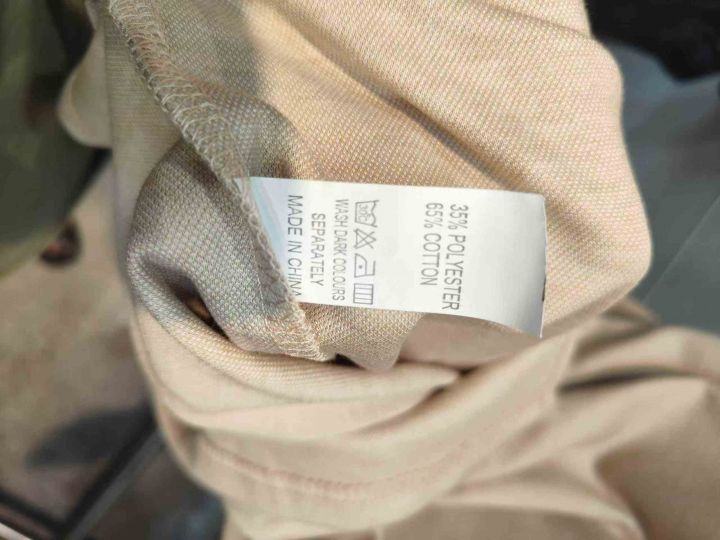 35% POLYESTER
65% COTTON
WASH DARK COLOURS
SEPARATELY
MADE IN CHINA